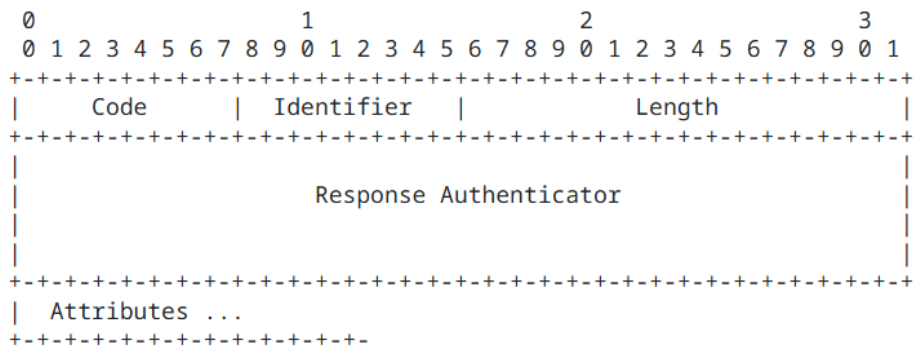 0                   1                   2                   3
 0 1 2 3 4 5 6 7 8 9 0 1 2 3 4 5 6 7 8 9 0 1 2 3 4 5 6 7 8 9 0 1
+-+-+-+-+-+-+-+-+-+-+-+-+-+-+-+-+-+-+-+-+-+-+-+-+-+-+-+-+-+-+-+-+
|     Code      |  Identifier   |            Length             |
+-+-+-+-+-+-+-+-+-+-+-+-+-+-+-+-+-+-+-+-+-+-+-+-+-+-+-+-+-+-+-+-+
|                                                               |
|                     Response Authenticator                    |
|                                                               |
|                                                               |
+-+-+-+-+-+-+-+-+-+-+-+-+-+-+-+-+-+-+-+-+-+-+-+-+-+-+-+-+-+-+-+-+
|  Attributes ...
+-+-+-+-+-+-+-+-+-+-+-+-+-